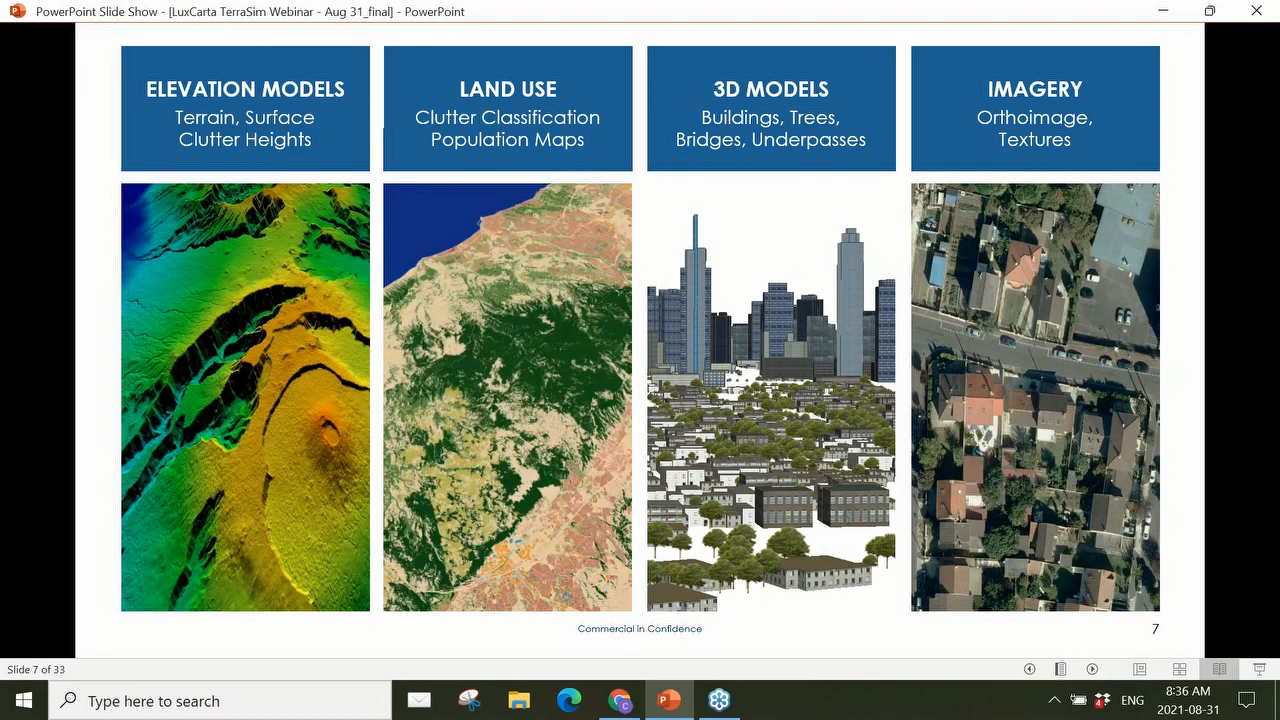 PowerPoint Slide Show - [LuxCarta TerraSim Webinar - Aug 31_final] - PowerPoint
ELEVATION MODELS
Terrain, Surface
Clutter Heights
LAND USE
Clutter Classification
Population Maps
3D MODELS
Buildings, Trees,
Bridges, Underpasses
IMAGERY
Orthoimage,
Textures
Commercial in Confidence
7
Slide 7 of 33
Type here to search
ENG
8:36 AM
2021-08-31